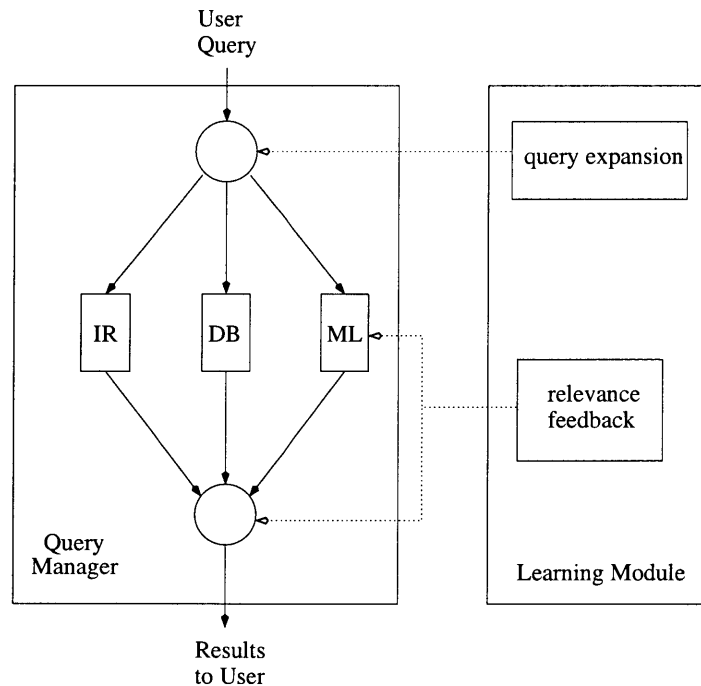 User
Query
query expansion
IR
DB
ML
relevance
feedback
Query
Manager
Learning Module
Results
to User